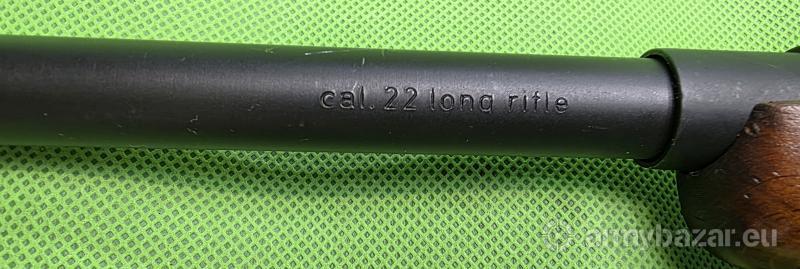 cal. 22 long rifle
armybazar.eu